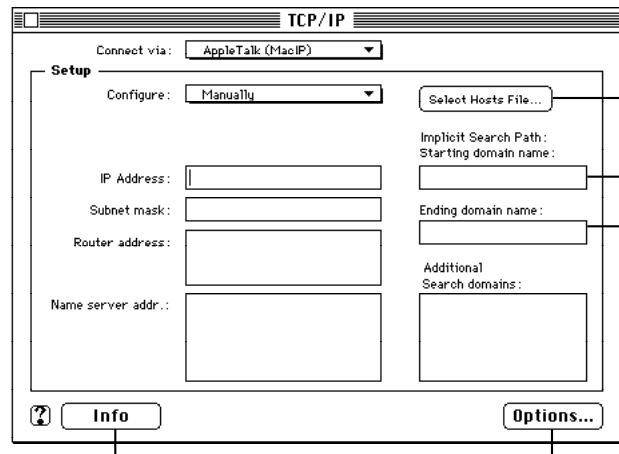 TCP/IP
Connect via: AppleTalk (MacIP)
Setup
Configure: Manually
Select Hosts File...
Implicit Search Path:
Starting domain name:
IP Address:
Subnet mask:
Ending domain name:
Router address:
Additional
Search domains:
Name server addr.:
?
Info
Options...